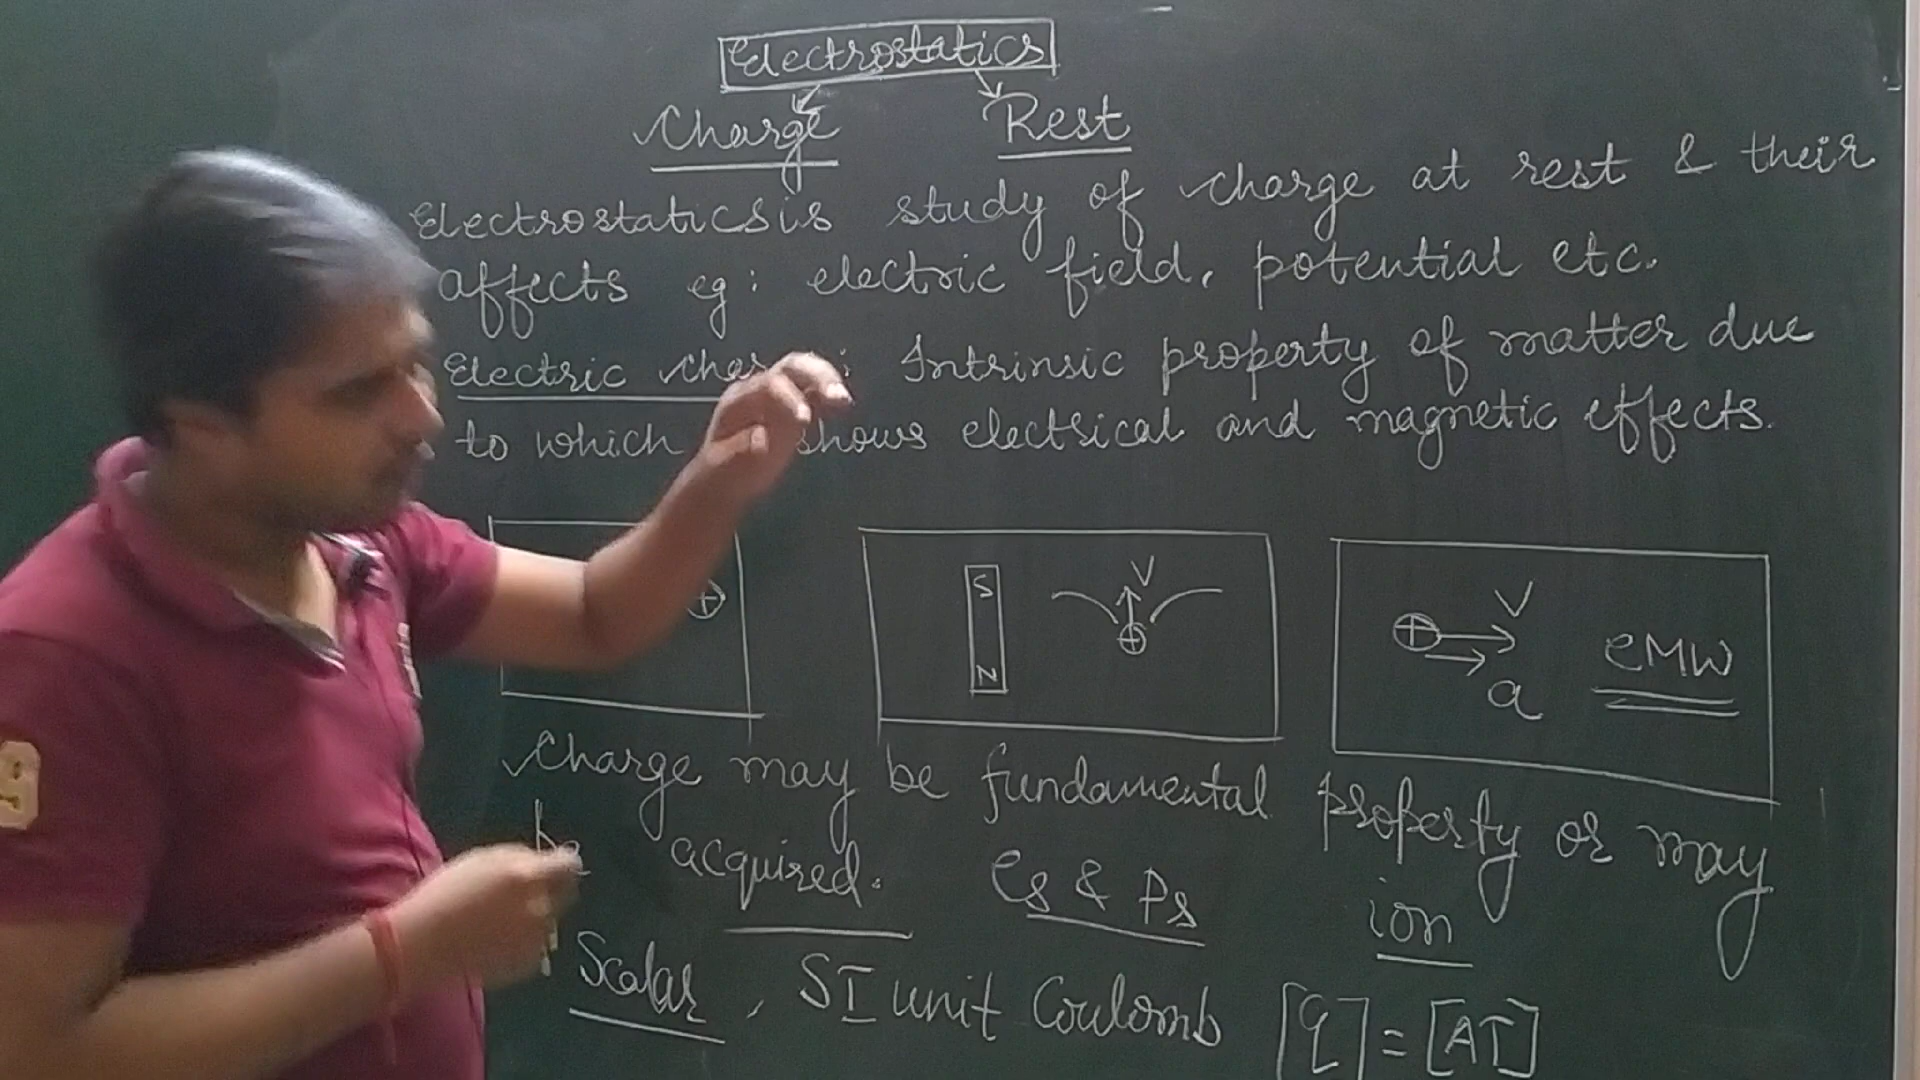 Electrostatics
Charge Rest
Electrostatics is study of charge at rest & their
affects eg: electric field, potential etc.
Electric : Intrinsic property of matter due
to which shows electrical and magnetic effects.
⊕
S
N
V
⊕
⊕ V
a
EMW
Charge may be fundamental property or may
be acquired. es & Ps ion
Scalar, SI unit Coulomb [q] = [AT]
9